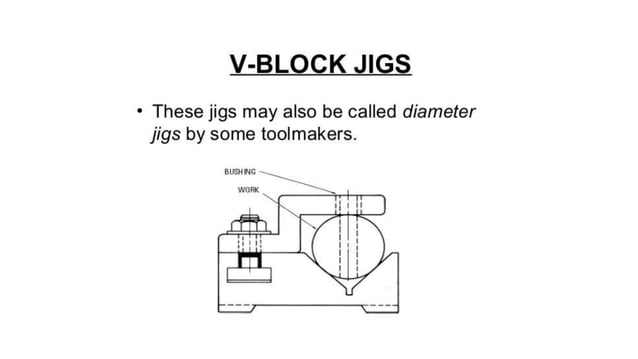 V-BLOCK JIGS
• These jigs may also be called diameter
jigs by some toolmakers.
BUSHING
WORK